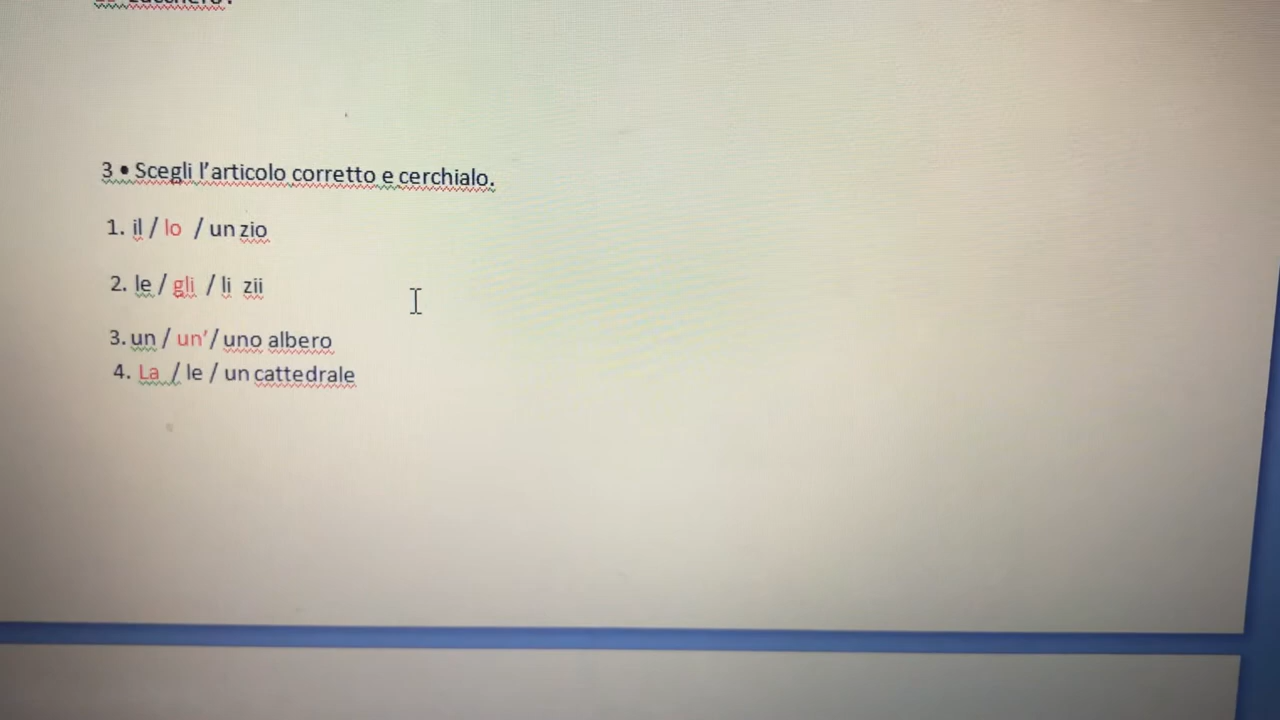 3 • Scegli l'articolo corretto e cerchialo.
1. il / lo / un zio
2. le / gli / li zii
3. un / un'/ uno albero
4. La / le / un cattedrale